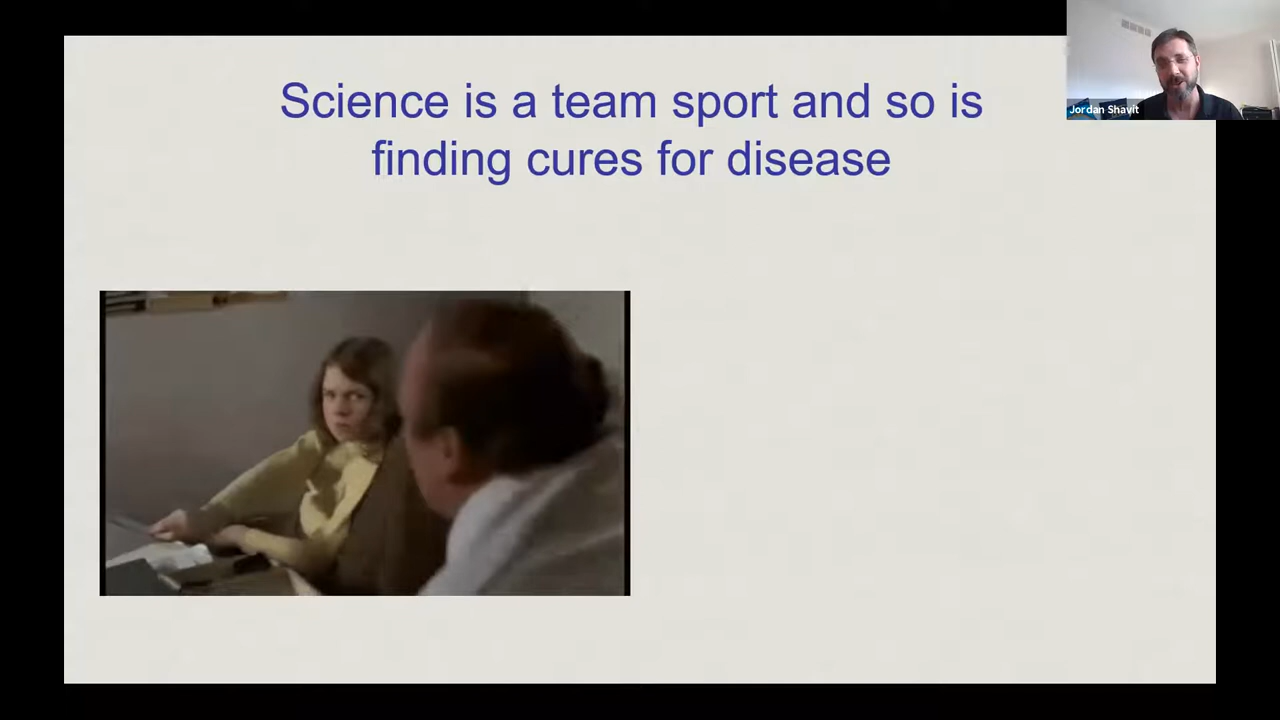 Science is a team sport and so is
finding cures for disease
Jordan Shavit